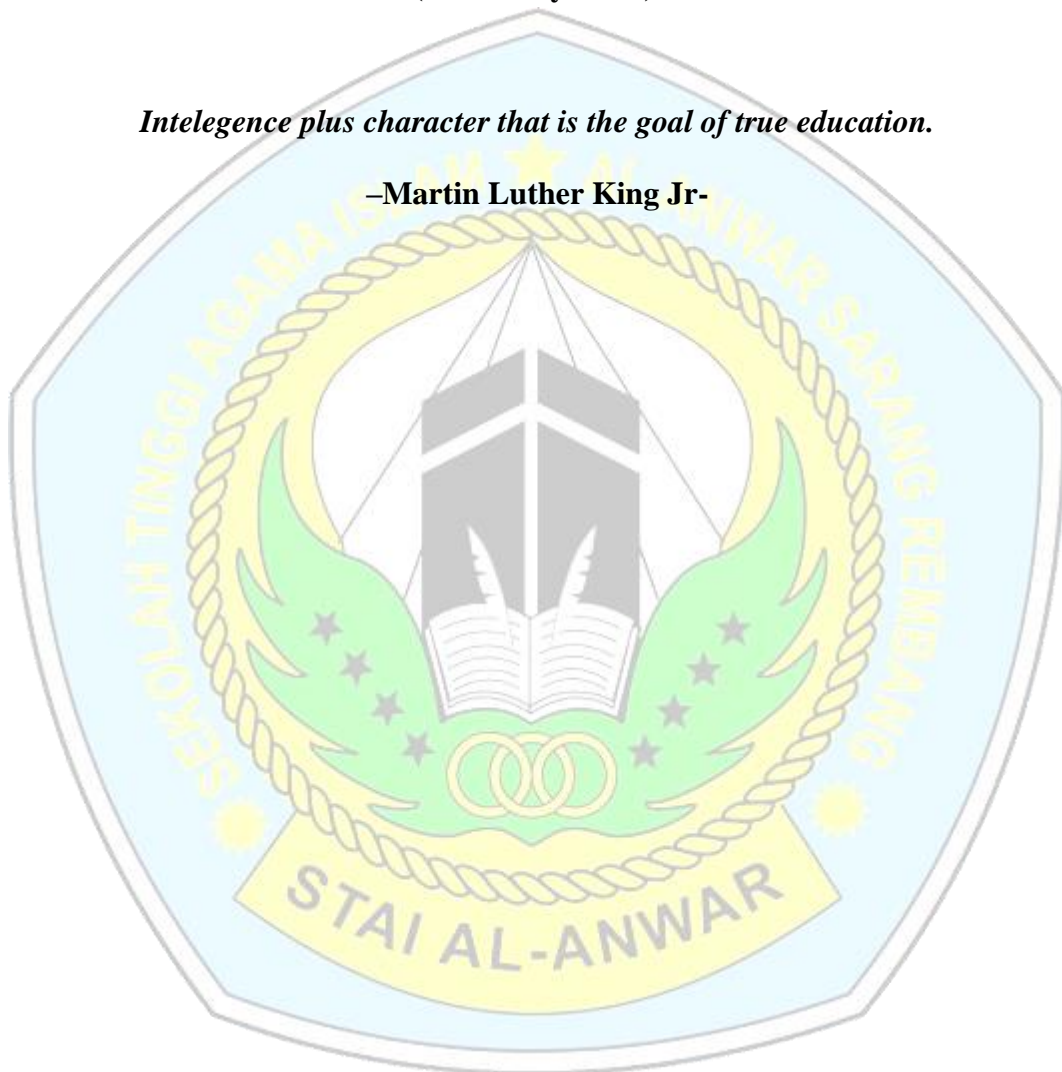 Intelegence plus character that is the goal of true education.
–Martin Luther King Jr-
SEKOLAH TINGGI AGAMA ISLAM ★ AL ANWAR SARANG REMBANG
STAI AL-ANWAR